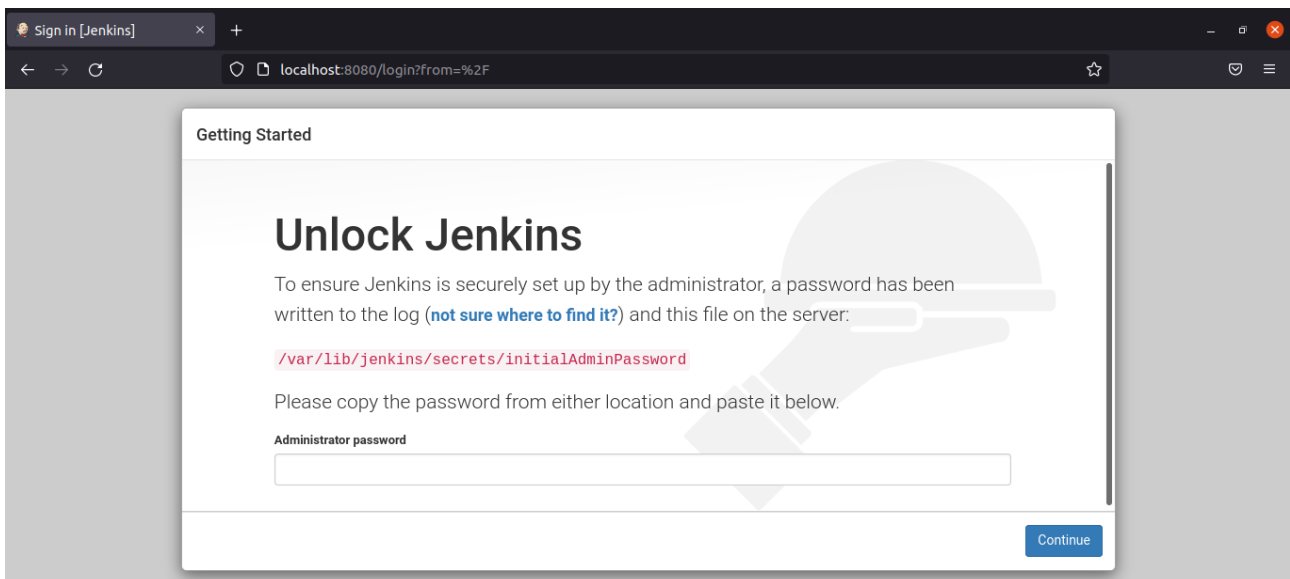 Sign in [Jenkins]
localhost:8080/login?from=%2F
Getting Started
Unlock Jenkins
To ensure Jenkins is securely set up by the administrator, a password has been
written to the log (not sure where to find it?) and this file on the server:
/var/lib/jenkins/secrets/initialAdminPassword
Please copy the password from either location and paste it below.
Administrator password
Continue